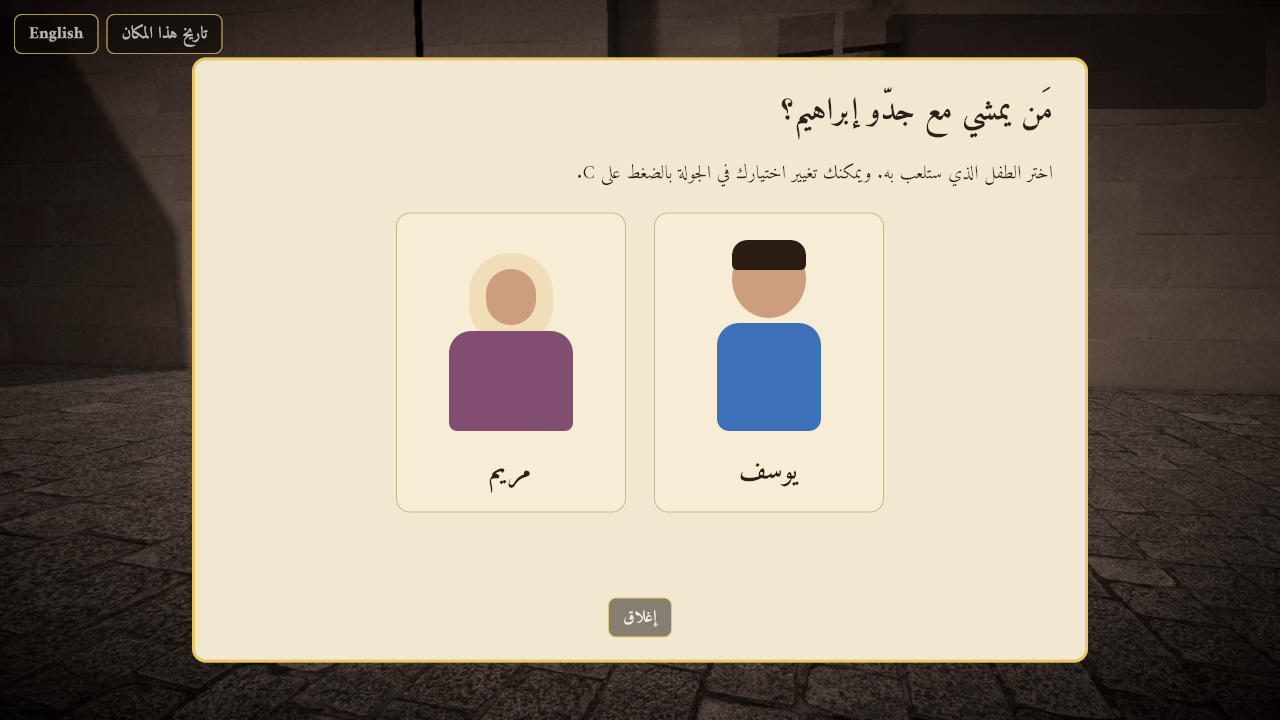 تاريخ هذا المكان
English
مَن يمشي مع جدّو إبراهيم؟
اختر الطفل الذي ستلعب به. ويمكنك تغيير اختيارك في الجولة بالضغط على C.
يوسف
مريم
إغلاق